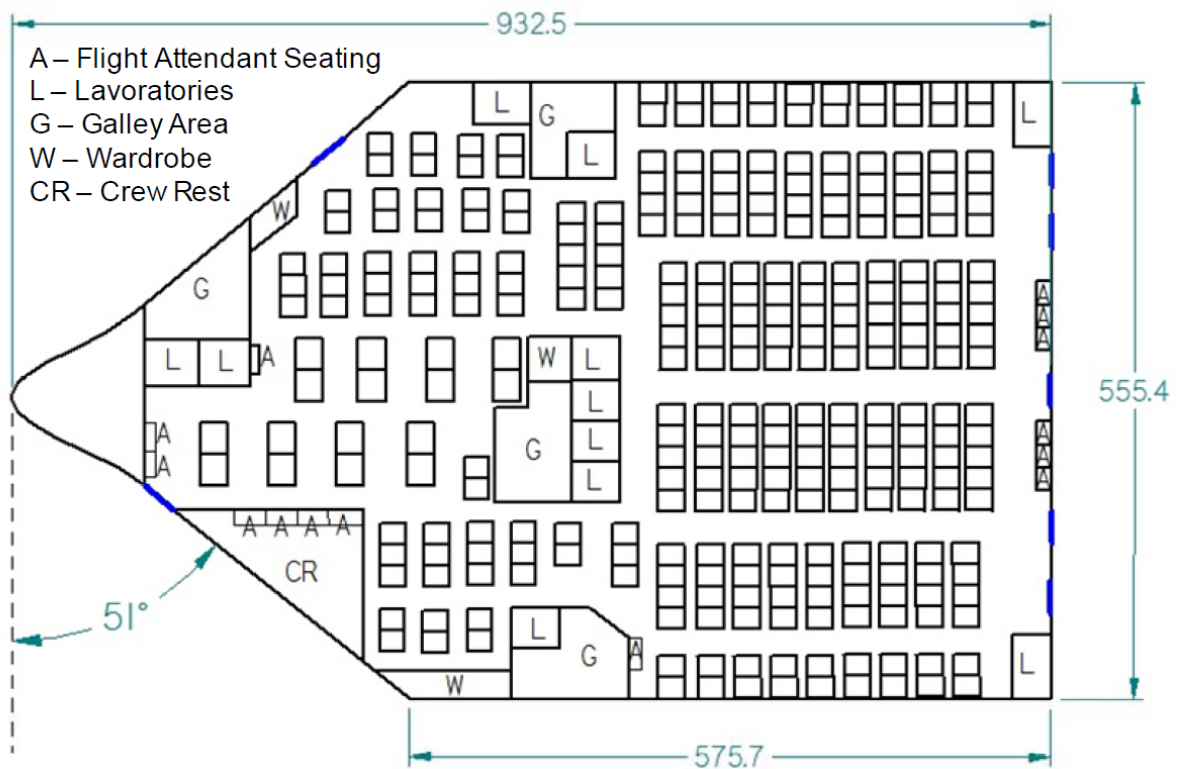 932.5
A – Flight Attendant Seating
L – Lavoratories
G – Galley Area
W – Wardrobe
CR – Crew Rest
L
G
L
L
W
G
A
A
A
L
L
A
W
L
L
L
L
G
A
A
555.4
A
A
A
A
A
A
A
CR
51°
L
G
A
W
L
575.7